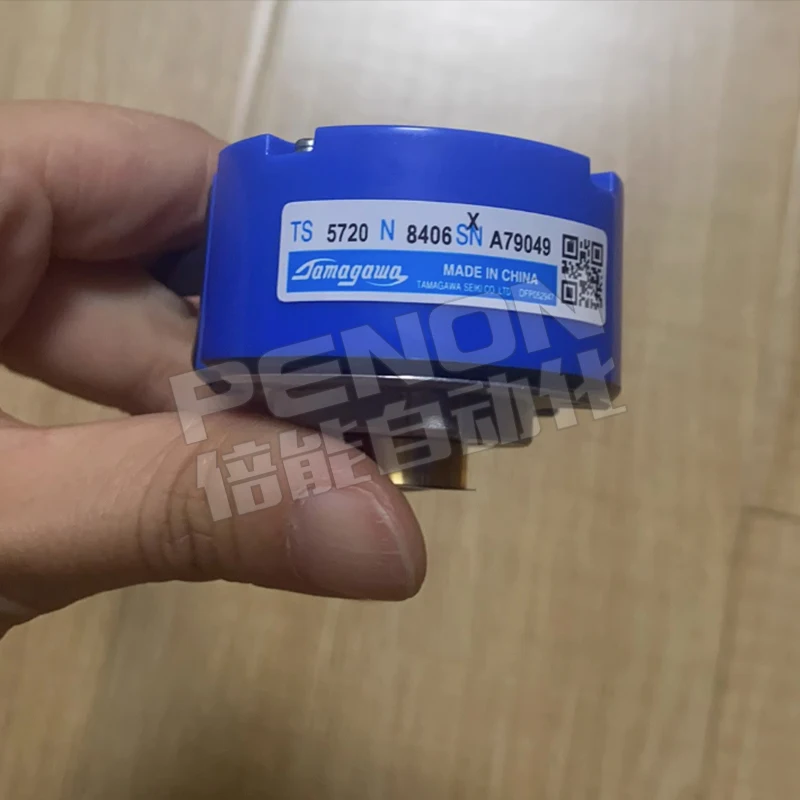 X
TS 5720 N 8406 SN A79049
Tamagawa
MADE IN CHINA
TAMAGAWA SEIKI CO.,LTD. DFP052947
PENON
倍能自动化